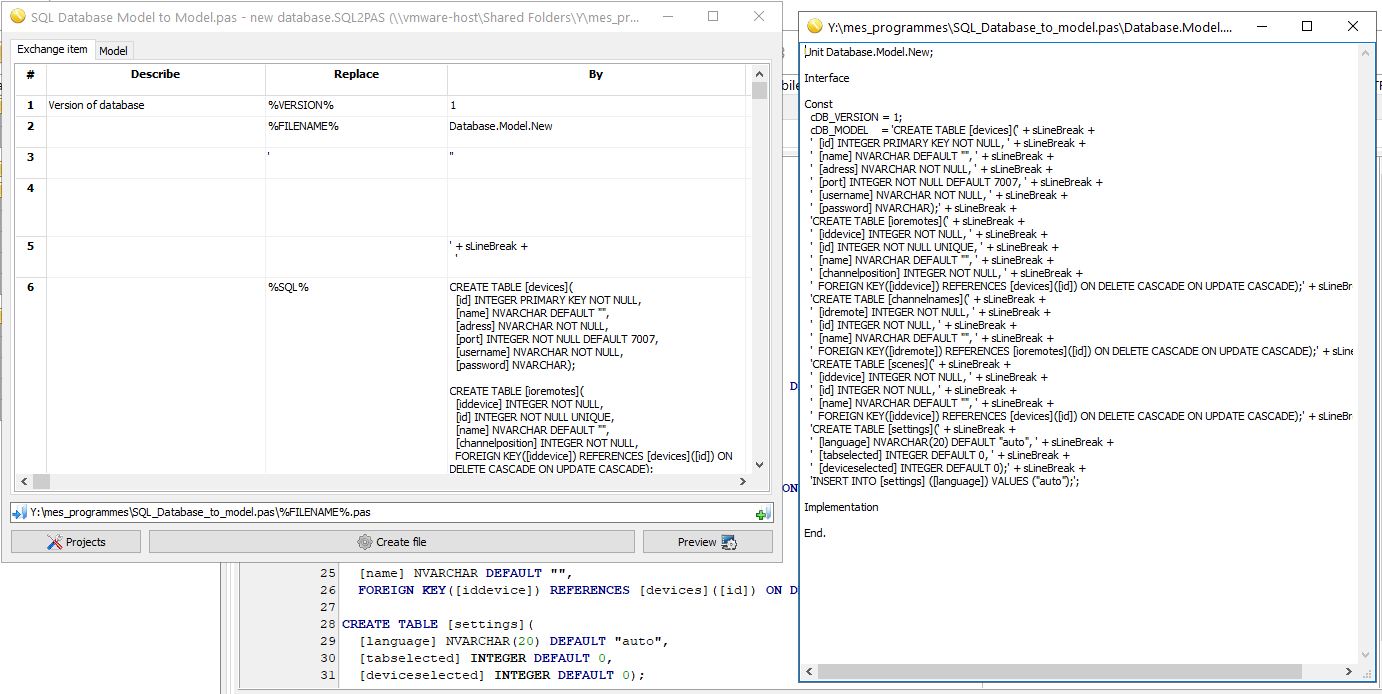 SQL Database Model to Model.pas - new database.SQL2PAS (\\vmware-host\Shared Folders\Y\mes_pr...
Exchange item
Model
# Describe Replace By
1 Version of database %VERSION% 1
2 %FILENAME% Database.Model.New
3 ' "
4
5 ' + sLineBreak +
'
6 %SQL% CREATE TABLE [devices](
[id] INTEGER PRIMARY KEY NOT NULL,
[name] NVARCHAR DEFAULT "",
[adress] NVARCHAR NOT NULL,
[port] INTEGER NOT NULL DEFAULT 7007,
[username] NVARCHAR NOT NULL,
[password] NVARCHAR);
CREATE TABLE [ioremotes](
[iddevice] INTEGER NOT NULL,
[id] INTEGER NOT NULL UNIQUE,
[name] NVARCHAR DEFAULT "",
[channelposition] INTEGER NOT NULL,
FOREIGN KEY([iddevice]) REFERENCES [devices]([id]) ON
DELETE CASCADE ON UPDATE CASCADE);
Y:\mes_programmes\SQL_Database_to_model.pas\%FILENAME%.pas
Projects
Create file
Preview
25 [name] NVARCHAR DEFAULT "",
26 FOREIGN KEY([iddevice]) REFERENCES [devices]([id]) ON D
27
28 CREATE TABLE [settings](
29 [language] NVARCHAR(20) DEFAULT "auto",
30 [tabselected] INTEGER DEFAULT 0,
31 [deviceselected] INTEGER DEFAULT 0);
Y:\mes_programmes\SQL_Database_to_model.pas\Database.Model....
Unit Database.Model.New;
Interface
Const
cDB_VERSION = 1;
cDB_MODEL = 'CREATE TABLE [devices](' + sLineBreak +
' [id] INTEGER PRIMARY KEY NOT NULL, ' + sLineBreak +
' [name] NVARCHAR DEFAULT "", ' + sLineBreak +
' [adress] NVARCHAR NOT NULL, ' + sLineBreak +
' [port] INTEGER NOT NULL DEFAULT 7007, ' + sLineBreak +
' [username] NVARCHAR NOT NULL, ' + sLineBreak +
' [password] NVARCHAR);' + sLineBreak +
'CREATE TABLE [ioremotes](' + sLineBreak +
' [iddevice] INTEGER NOT NULL, ' + sLineBreak +
' [id] INTEGER NOT NULL UNIQUE, ' + sLineBreak +
' [name] NVARCHAR DEFAULT "", ' + sLineBreak +
' [channelposition] INTEGER NOT NULL, ' + sLineBreak +
' FOREIGN KEY([iddevice]) REFERENCES [devices]([id]) ON DELETE CASCADE ON UPDATE CASCADE);' + sLineBr
'CREATE TABLE [channelnames](' + sLineBreak +
' [idremote] INTEGER NOT NULL, ' + sLineBreak +
' [id] INTEGER NOT NULL, ' + sLineBreak +
' [name] NVARCHAR DEFAULT "", ' + sLineBreak +
' FOREIGN KEY([idremote]) REFERENCES [ioremotes]([id]) ON DELETE CASCADE ON UPDATE CASCADE);' + sLine
'CREATE TABLE [scenes](' + sLineBreak +
' [iddevice] INTEGER NOT NULL, ' + sLineBreak +
' [id] INTEGER NOT NULL, ' + sLineBreak +
' [name] NVARCHAR DEFAULT "", ' + sLineBreak +
' FOREIGN KEY([iddevice]) REFERENCES [devices]([id]) ON DELETE CASCADE ON UPDATE CASCADE);' + sLineBr
'CREATE TABLE [settings](' + sLineBreak +
' [language] NVARCHAR(20) DEFAULT "auto", ' + sLineBreak +
' [tabselected] INTEGER DEFAULT 0, ' + sLineBreak +
' [deviceselected] INTEGER DEFAULT 0);' + sLineBreak +
'INSERT INTO [settings] ([language]) VALUES ("auto");';
Implementation
End.